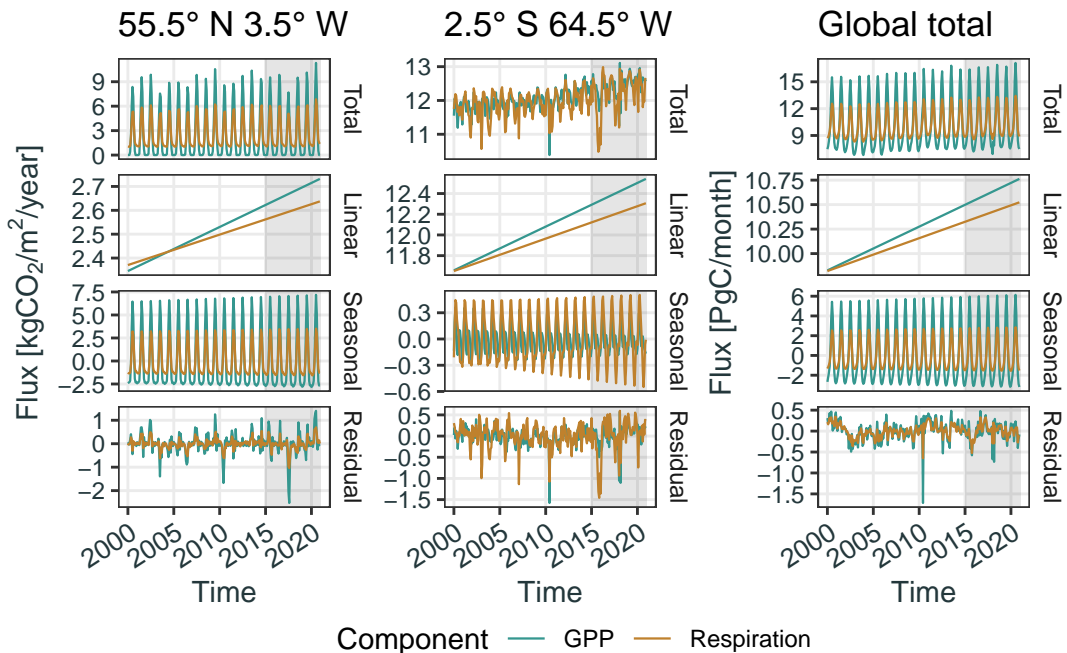 55.5° N 3.5° W
2.5° S 64.5° W
Global total
Flux [kgCO₂/m²/year]
9
6
3
0
Total
2.7
2.6
2.5
2.4
Linear
7.5
5.0
2.5
0.0
−2.5
Seasonal
1
0
−1
−2
Residual
2000
2005
2010
2015
2020
Time
13
12
11
Total
12.4
12.2
12.0
11.8
Linear
0.3
0.0
−0.3
−0.6
Seasonal
0.5
0.0
−0.5
−1.0
−1.5
Residual
2000
2005
2010
2015
2020
Time
Flux [PgC/month]
15
12
9
Total
10.75
10.50
10.25
10.00
Linear
6
4
2
0
−2
Seasonal
0.5
0.0
−0.5
−1.0
−1.5
Residual
2000
2005
2010
2015
2020
Time
Component
GPP
Respiration